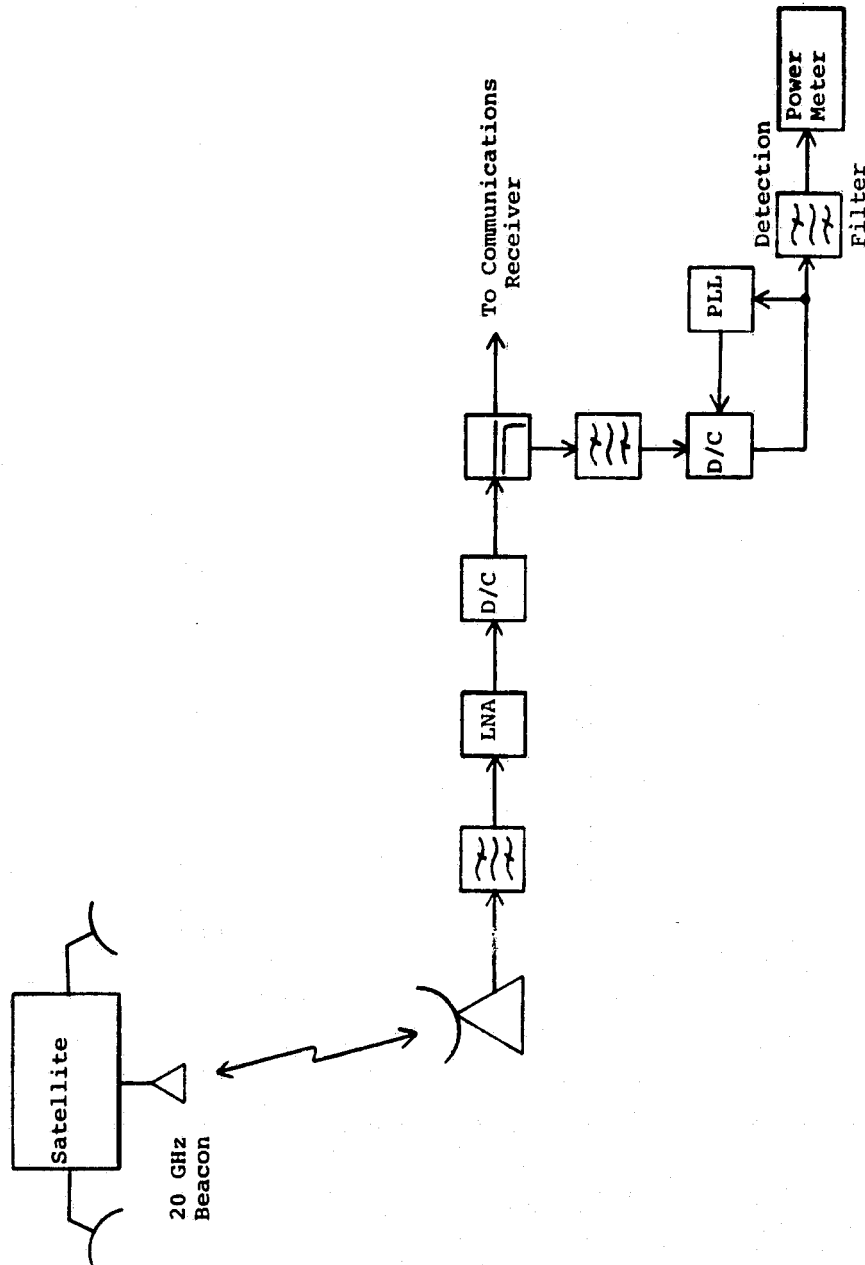 Satellite
20 GHz
Beacon
LNA
D/C
To Communications
Receiver
D/C
PLL
Detection
Filter
Power
Meter